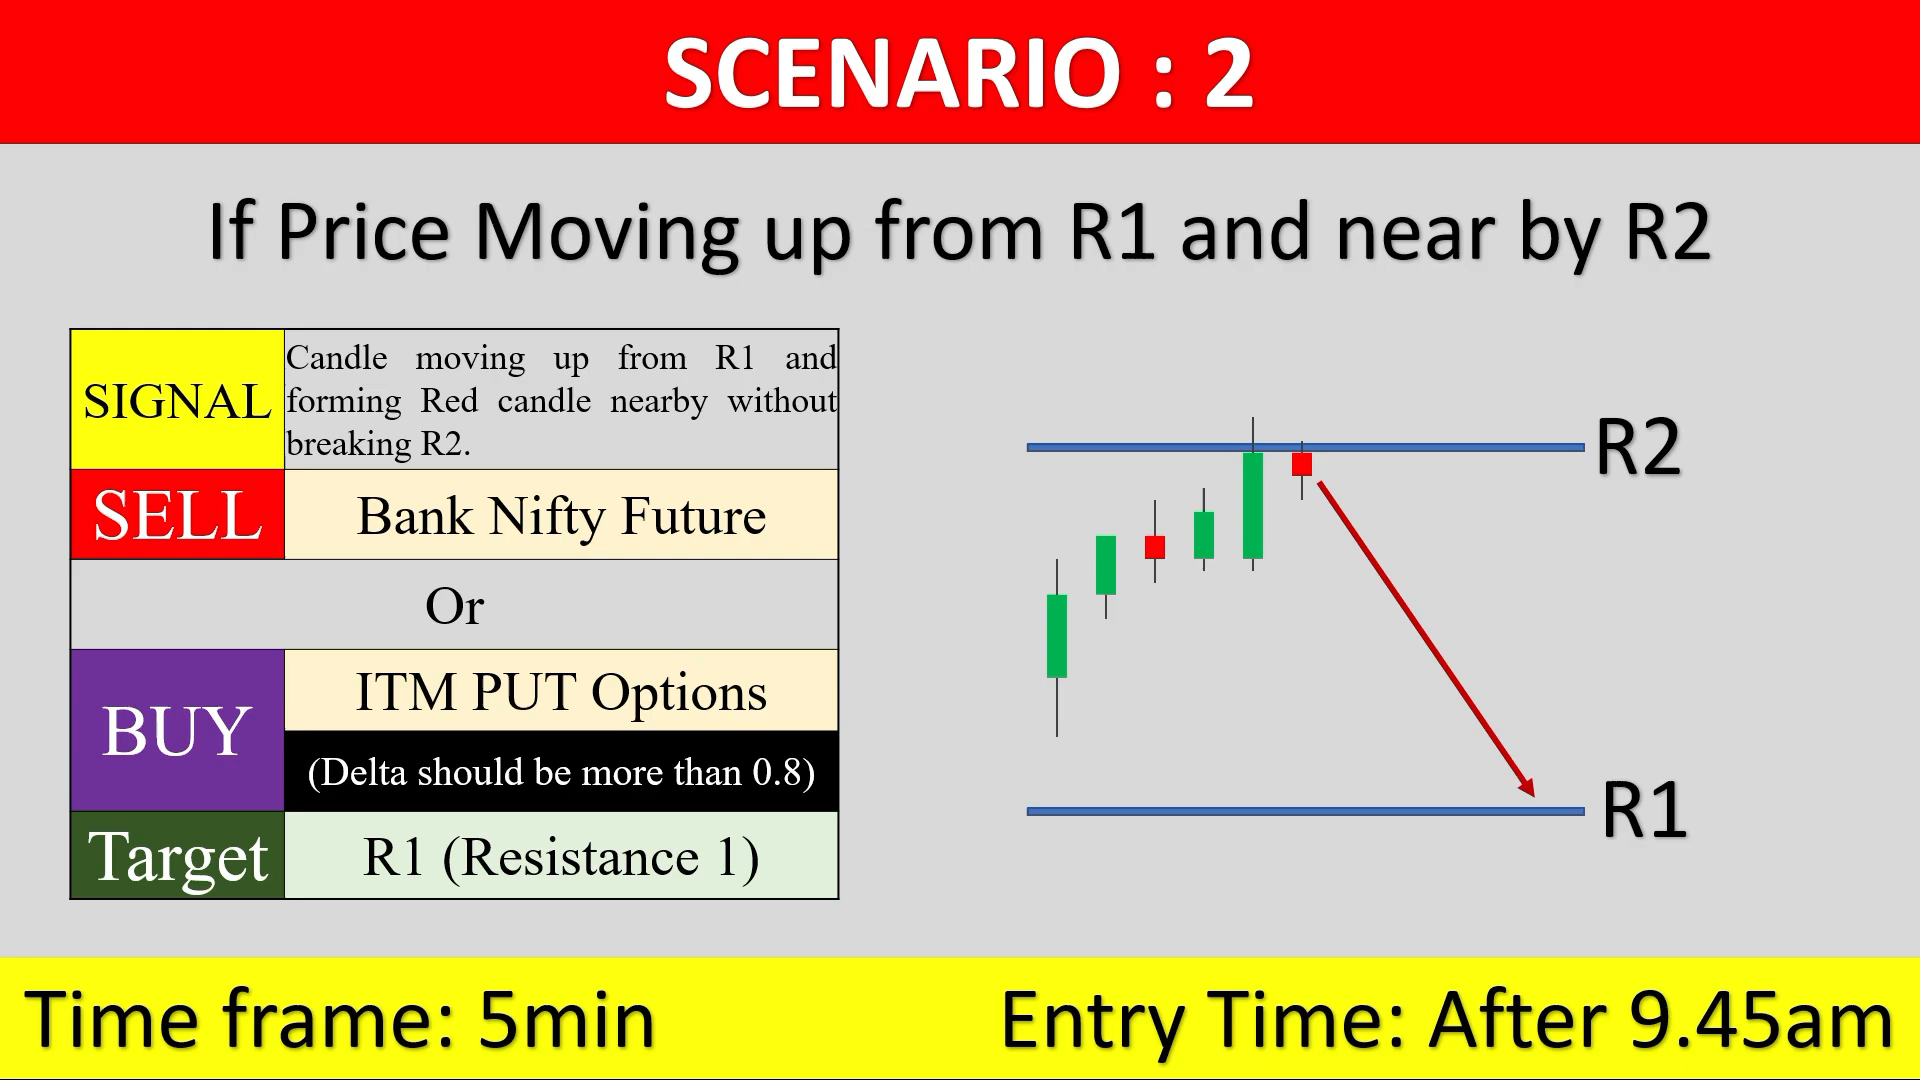 SCENARIO : 2
If Price Moving up from R1 and near by R2
SIGNAL
Candle moving up from R1 and
forming Red candle nearby without
breaking R2.
SELL
Bank Nifty Future
Or
BUY
ITM PUT Options
(Delta should be more than 0.8)
Target
R1 (Resistance 1)
R2
R1
Time frame: 5min
Entry Time: After 9.45am